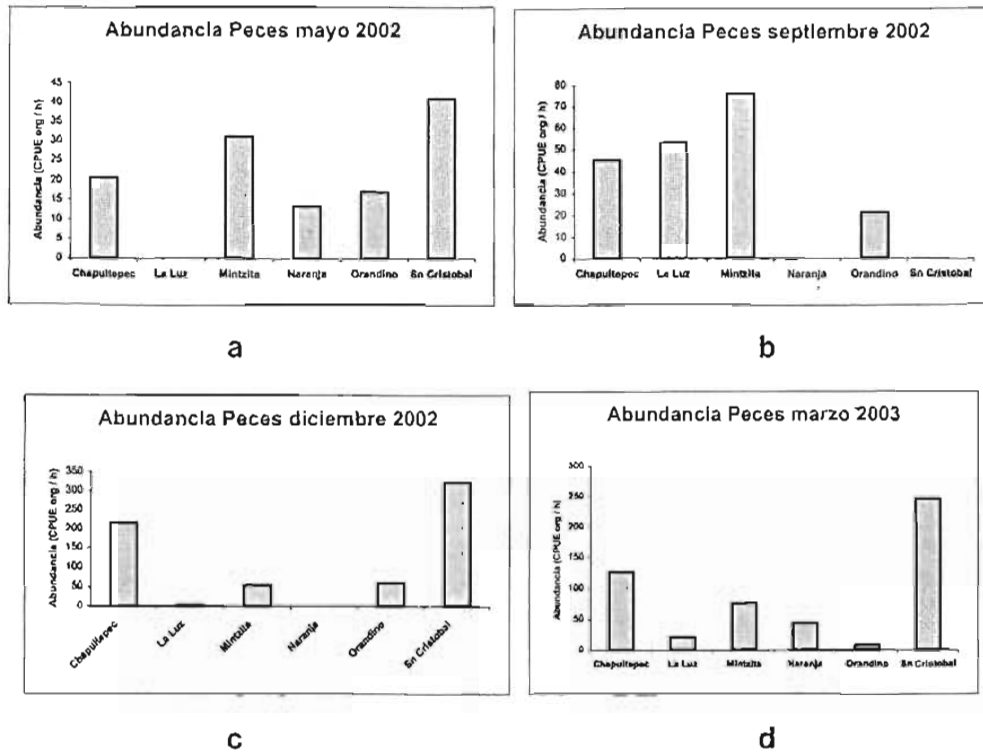 Abundancia Peces mayo 2002
Abundancia (CPUE org / h)
45
40
35
30
25
20
15
10
5
0
Chapultepec La Luz Mintzita Naranja Orandino Sn Cristobal
a
Abundancia Peces septiembre 2002
Abundancia (CPUE org / h)
80
70
60
50
40
30
20
10
0
Chapultepec La Luz Mintzita Naranja Orandino Sn Cristobal
b
Abundancia Peces diciembre 2002
Abundancia (CPUE org / h)
350
300
250
200
150
100
50
0
Chapultepec La Luz Mintzita Naranja Orandino Sn Cristobal
c
Abundancia Peces marzo 2003
Abundancia (CPUE org / h)
300
250
200
150
100
50
0
Chapultepec La Luz Mintzita Naranja Orandino Sn Cristobal
d